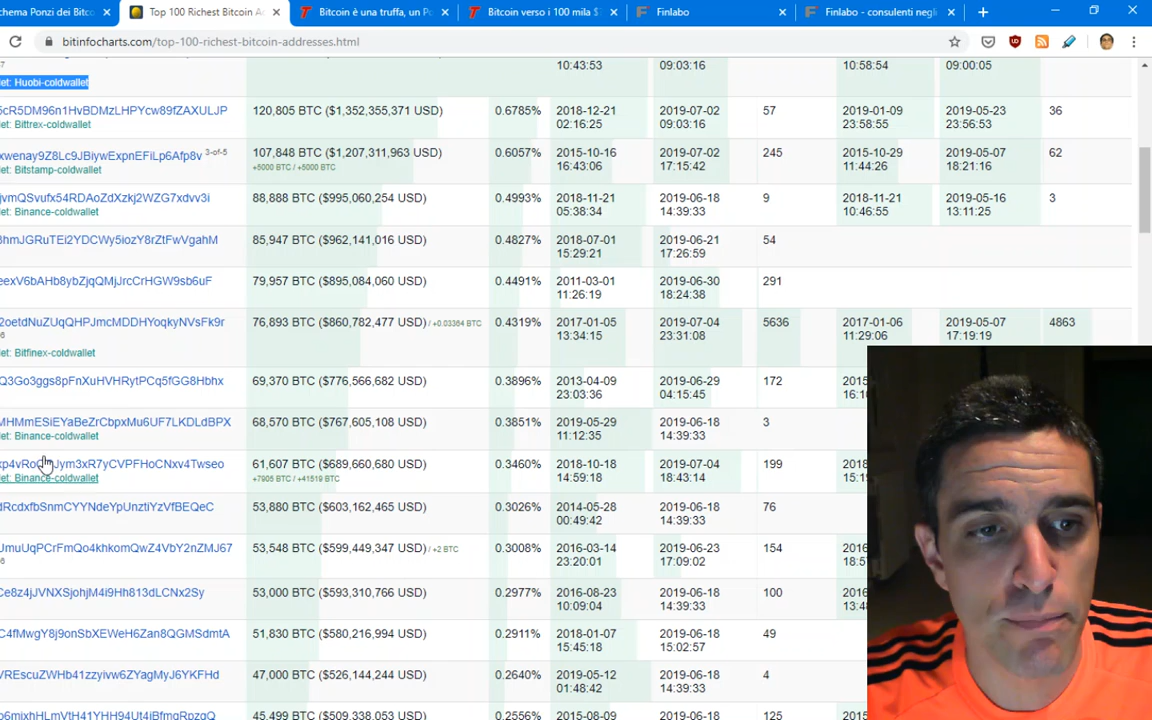 chema Ponzi dei Bitco
Top 100 Richest Bitcoin A
Bitcoin è una truffa, un Po
Bitcoin verso i 100 mila $
Finlabo
Finlabo - consulenti negli
bitinfocharts.com/top-100-richest-bitcoin-addresses.html
10:43:53 09:03:16 10:58:54 09:00:05
let: Huobi-coldwallet
cR5DM96n1HvBDMzLHPYcw89fZAXULJP 120,805 BTC ($1,352,355,371 USD) 0.6785% 2018-12-21 2019-07-02 57 2019-01-09 2019-05-23 36
let: Bittrex-coldwallet 02:16:25 09:03:16 23:58:55 23:56:53
xwenay9Z8Lc9JBiywExpnEFiLp6Afp8v 3-of-5 107,848 BTC ($1,207,311,963 USD) 0.6057% 2015-10-16 2019-07-02 245 2015-10-29 2019-05-07 62
let: Bitstamp-coldwallet +5000 BTC / +5000 BTC 16:43:06 17:15:42 11:44:26 18:21:16
jvmQSvufx54RDAoZdXzkj2WZG7xdvv3i 88,888 BTC ($995,060,254 USD) 0.4993% 2018-11-21 2019-06-18 9 2018-11-21 2019-05-16 3
let: Binance-coldwallet 05:38:34 14:39:33 10:46:55 13:11:25
hmJGRuTEi2YDCWy5iozY8rZtFwVgahM 85,947 BTC ($962,141,016 USD) 0.4827% 2018-07-01 2019-06-21 54
15:29:21 17:26:59
eexV6bAHb8ybZjqQMjJrcCrHGW9sb6uF 79,957 BTC ($895,084,060 USD) 0.4491% 2011-03-01 2019-06-30 291
11:26:19 18:24:38
2oetdNuZUqQHPJmcMDDHYoqkyNVsFk9r 76,893 BTC ($860,782,477 USD) / +0.03364 BTC 0.4319% 2017-01-05 2019-07-04 5636 2017-01-06 2019-05-07 4863
13:34:15 23:31:08 11:29:06 17:19:19
let: Bitfinex-coldwallet
Q3Go3ggs8pFnXuHVHRytPCq5fGG8Hbhx 69,370 BTC ($776,566,682 USD) 0.3896% 2013-04-09 2019-06-29 172
23:03:36 04:15:45
MHMmESiEYaBeZrCbpxMu6UF7LKDLdBPX 68,570 BTC ($767,605,108 USD) 0.3851% 2019-05-29 2019-06-18 3
let: Binance-coldwallet 11:12:35 14:39:33
Jym3xR7yCVPFHoCNxv4Twseo 61,607 BTC ($689,660,680 USD) 0.3460% 2018-10-18 2019-07-04 199
let: Binance-coldwallet +7905 BTC / +41519 BTC 14:59:18 18:43:14
dRcdxfbSnmCYYNdeYpUnztiYzVfBEQeC 53,880 BTC ($603,162,465 USD) 0.3026% 2014-05-28 2019-06-18 76
00:49:42 14:39:33
UmuUqPCrFmQo4khkomQwZ4VbY2nZMJ67 53,548 BTC ($599,449,347 USD) / +2 BTC 0.3008% 2016-03-14 2019-06-23 154
23:20:01 17:09:02
Ce8z4jJVNXSjohjM4i9Hh813dLCNx2Sy 53,000 BTC ($593,310,766 USD) 0.2977% 2016-08-23 2019-06-18 100
10:09:04 14:39:33
C4fMwgY8j9onSbXEWeH6Zan8QGMSdmtA 51,830 BTC ($580,216,994 USD) 0.2911% 2018-01-07 2019-06-18 49
15:45:18 15:02:57
VREscuZWHb41zzyivw6ZYagMyJ6YKFHd 47,000 BTC ($526,144,244 USD) 0.2640% 2019-05-12 2019-06-18 4
01:48:42 14:39:33
45,499 BTC ($509,338,053 USD) 0.2556% 2015-08-09 2019-06-18 125